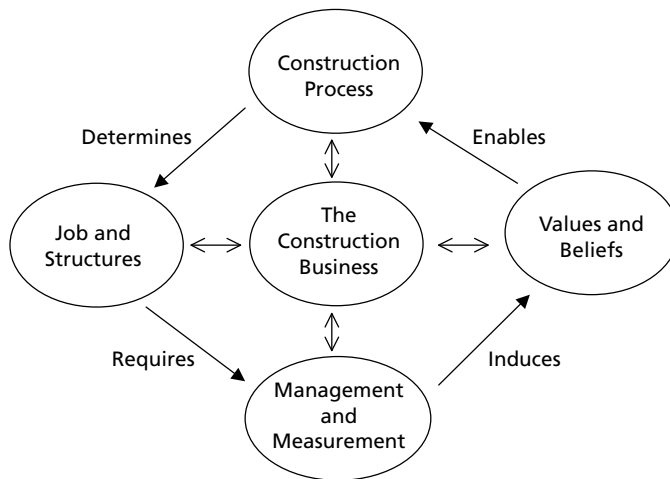 Construction
Process
Determines
Enables
Job and
Structures
The
Construction
Business
Values and
Beliefs
Requires
Induces
Management
and
Measurement